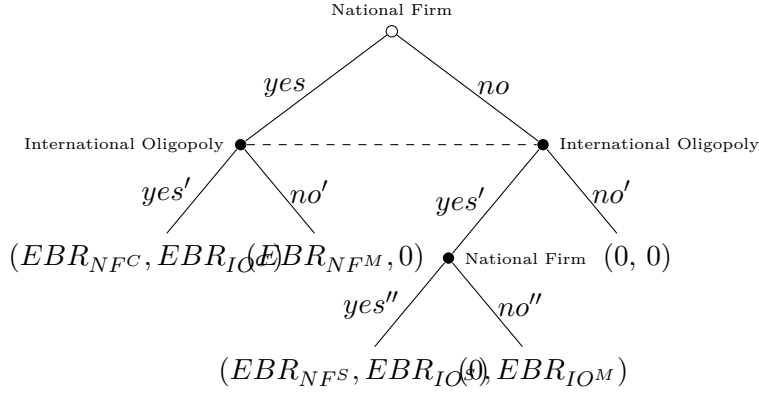 National Firm
yes
no
International Oligopoly
International Oligopoly
yes′
no′
yes′
no′
(EBR_{NF^C}, EBR_{IO^C})
(EBR_{NF^M}, 0)
National Firm
(0, 0)
yes″
no″
(EBR_{NF^S}, EBR_{IO^S})
(0, EBR_{IO^M})